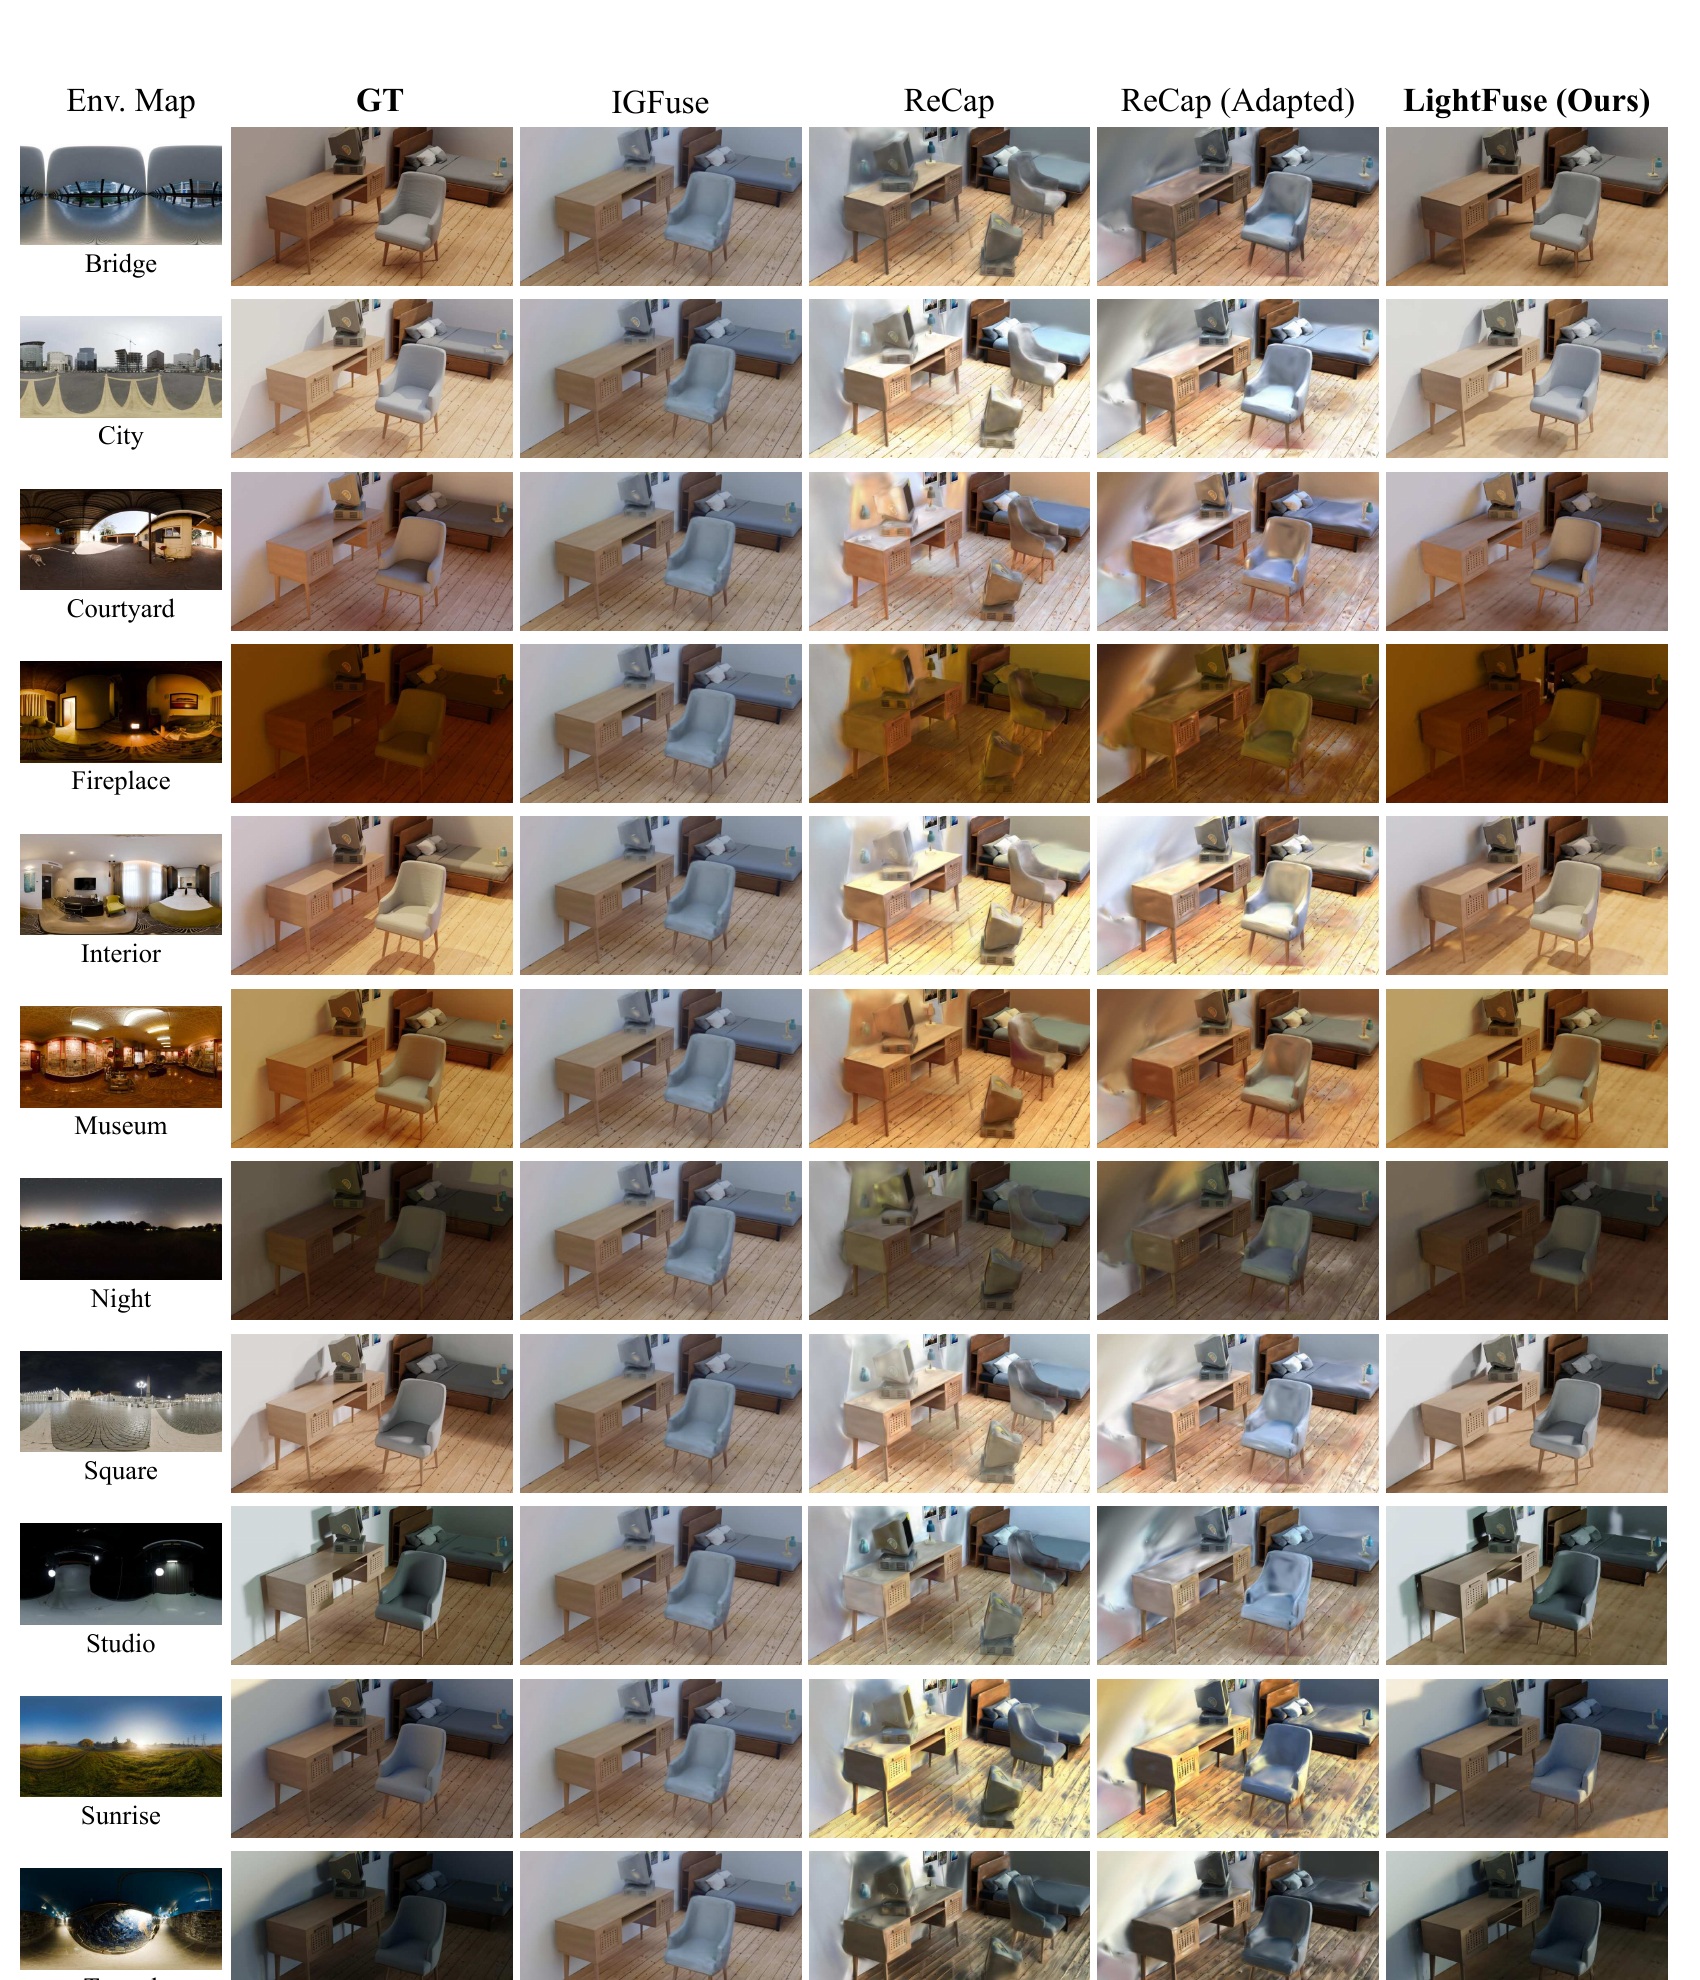 Env. Map GT IGFuse ReCap ReCap (Adapted) LightFuse (Ours)
Bridge
City
Courtyard
Fireplace
Interior
Museum
Night
Square
Studio
Sunrise